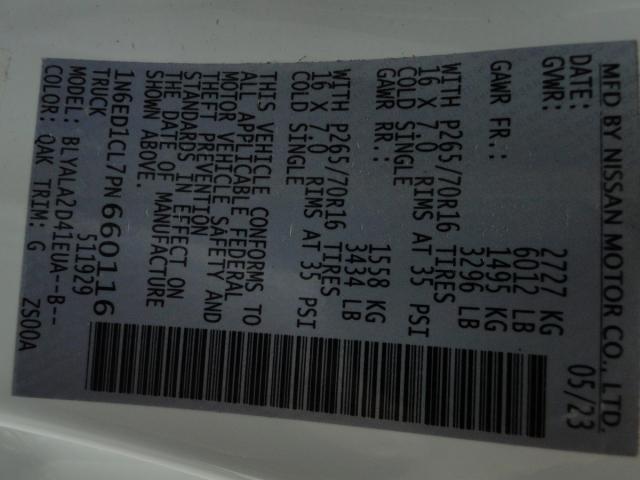 MFD BY NISSAN MOTOR CO., LTD.
DATE: 05/23
GVWR: 2727 KG
6012 LB
GAWR FR.: 1495 KG
3296 LB
WITH P265/70R16 TIRES
16 X 7.0 RIMS AT 35 PSI
COLD SINGLE
GAWR RR.: 1558 KG
3434 LB
WITH P265/70R16 TIRES
16 X 7.0 RIMS AT 35 PSI
COLD SINGLE
THIS VEHICLE CONFORMS TO
ALL APPLICABLE FEDERAL
MOTOR VEHICLE SAFETY AND
THEFT PREVENTION
STANDARDS IN EFFECT ON
THE DATE OF MANUFACTURE
SHOWN ABOVE.
1N6ED1CL7PN660116
TRUCK 511929
MODEL: BLYALA2D41EUA--B--
COLOR: QAK TRIM: G ZS00A